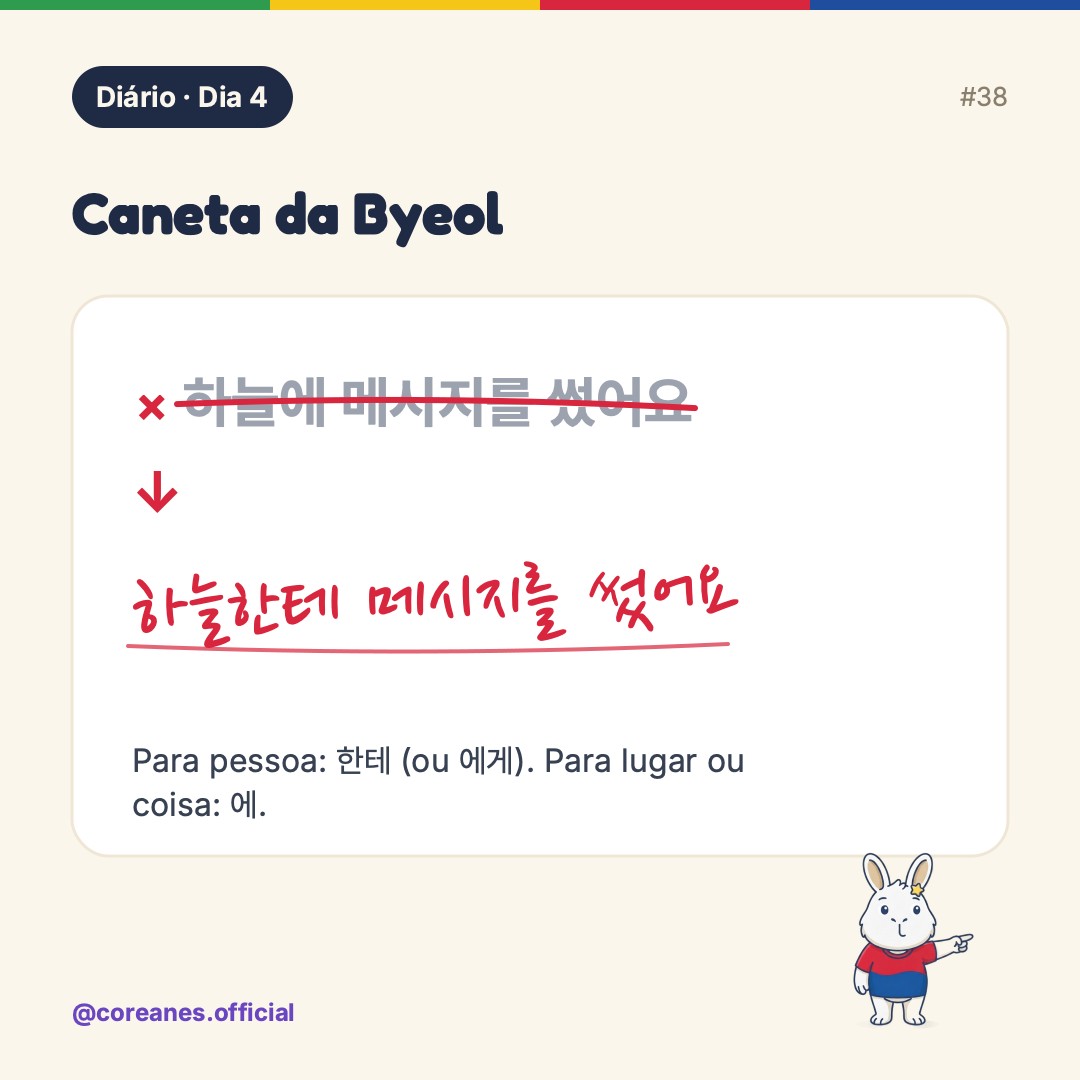 Diário · Dia 4
#38
Caneta da Byeol
× 하늘에 메시지를 썼어요
↓
하늘한테 메시지를 썼어요
Para pessoa: 한테 (ou 에게). Para lugar ou
coisa: 에.
@coreanes.official